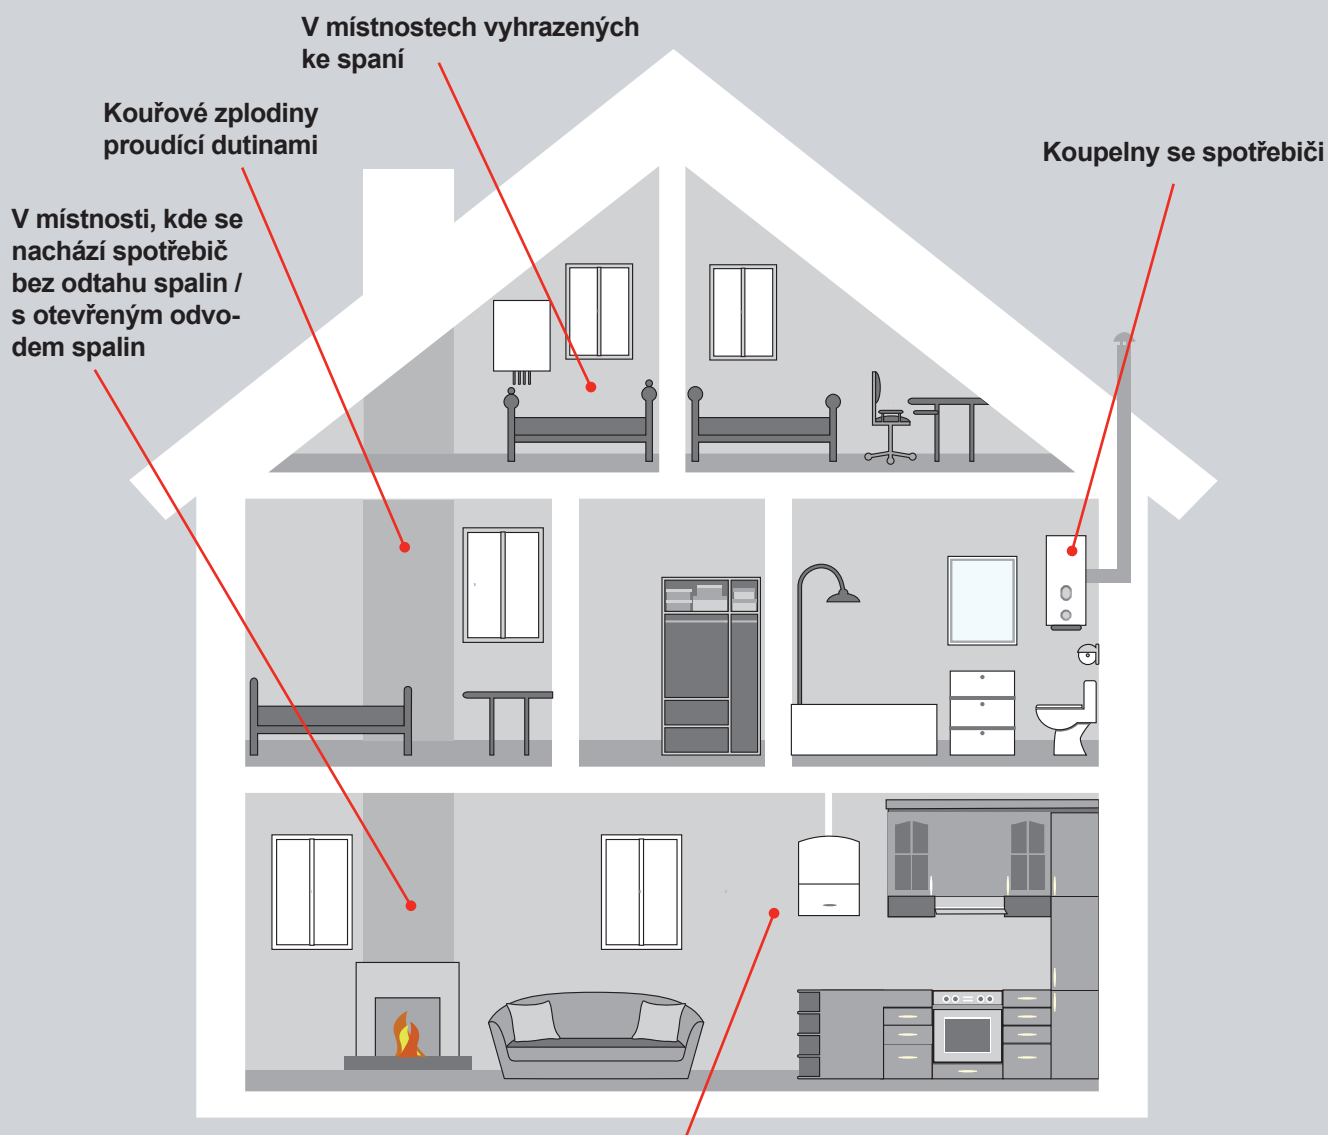 V místnostech vyhrazených
ke spaní
Kouřové zplodiny
proudící dutinami
Koupelny se spotřebiči
V místnosti, kde se
nachází spotřebič
bez odtahu spalin /
s otevřeným odvo-
dem spalin